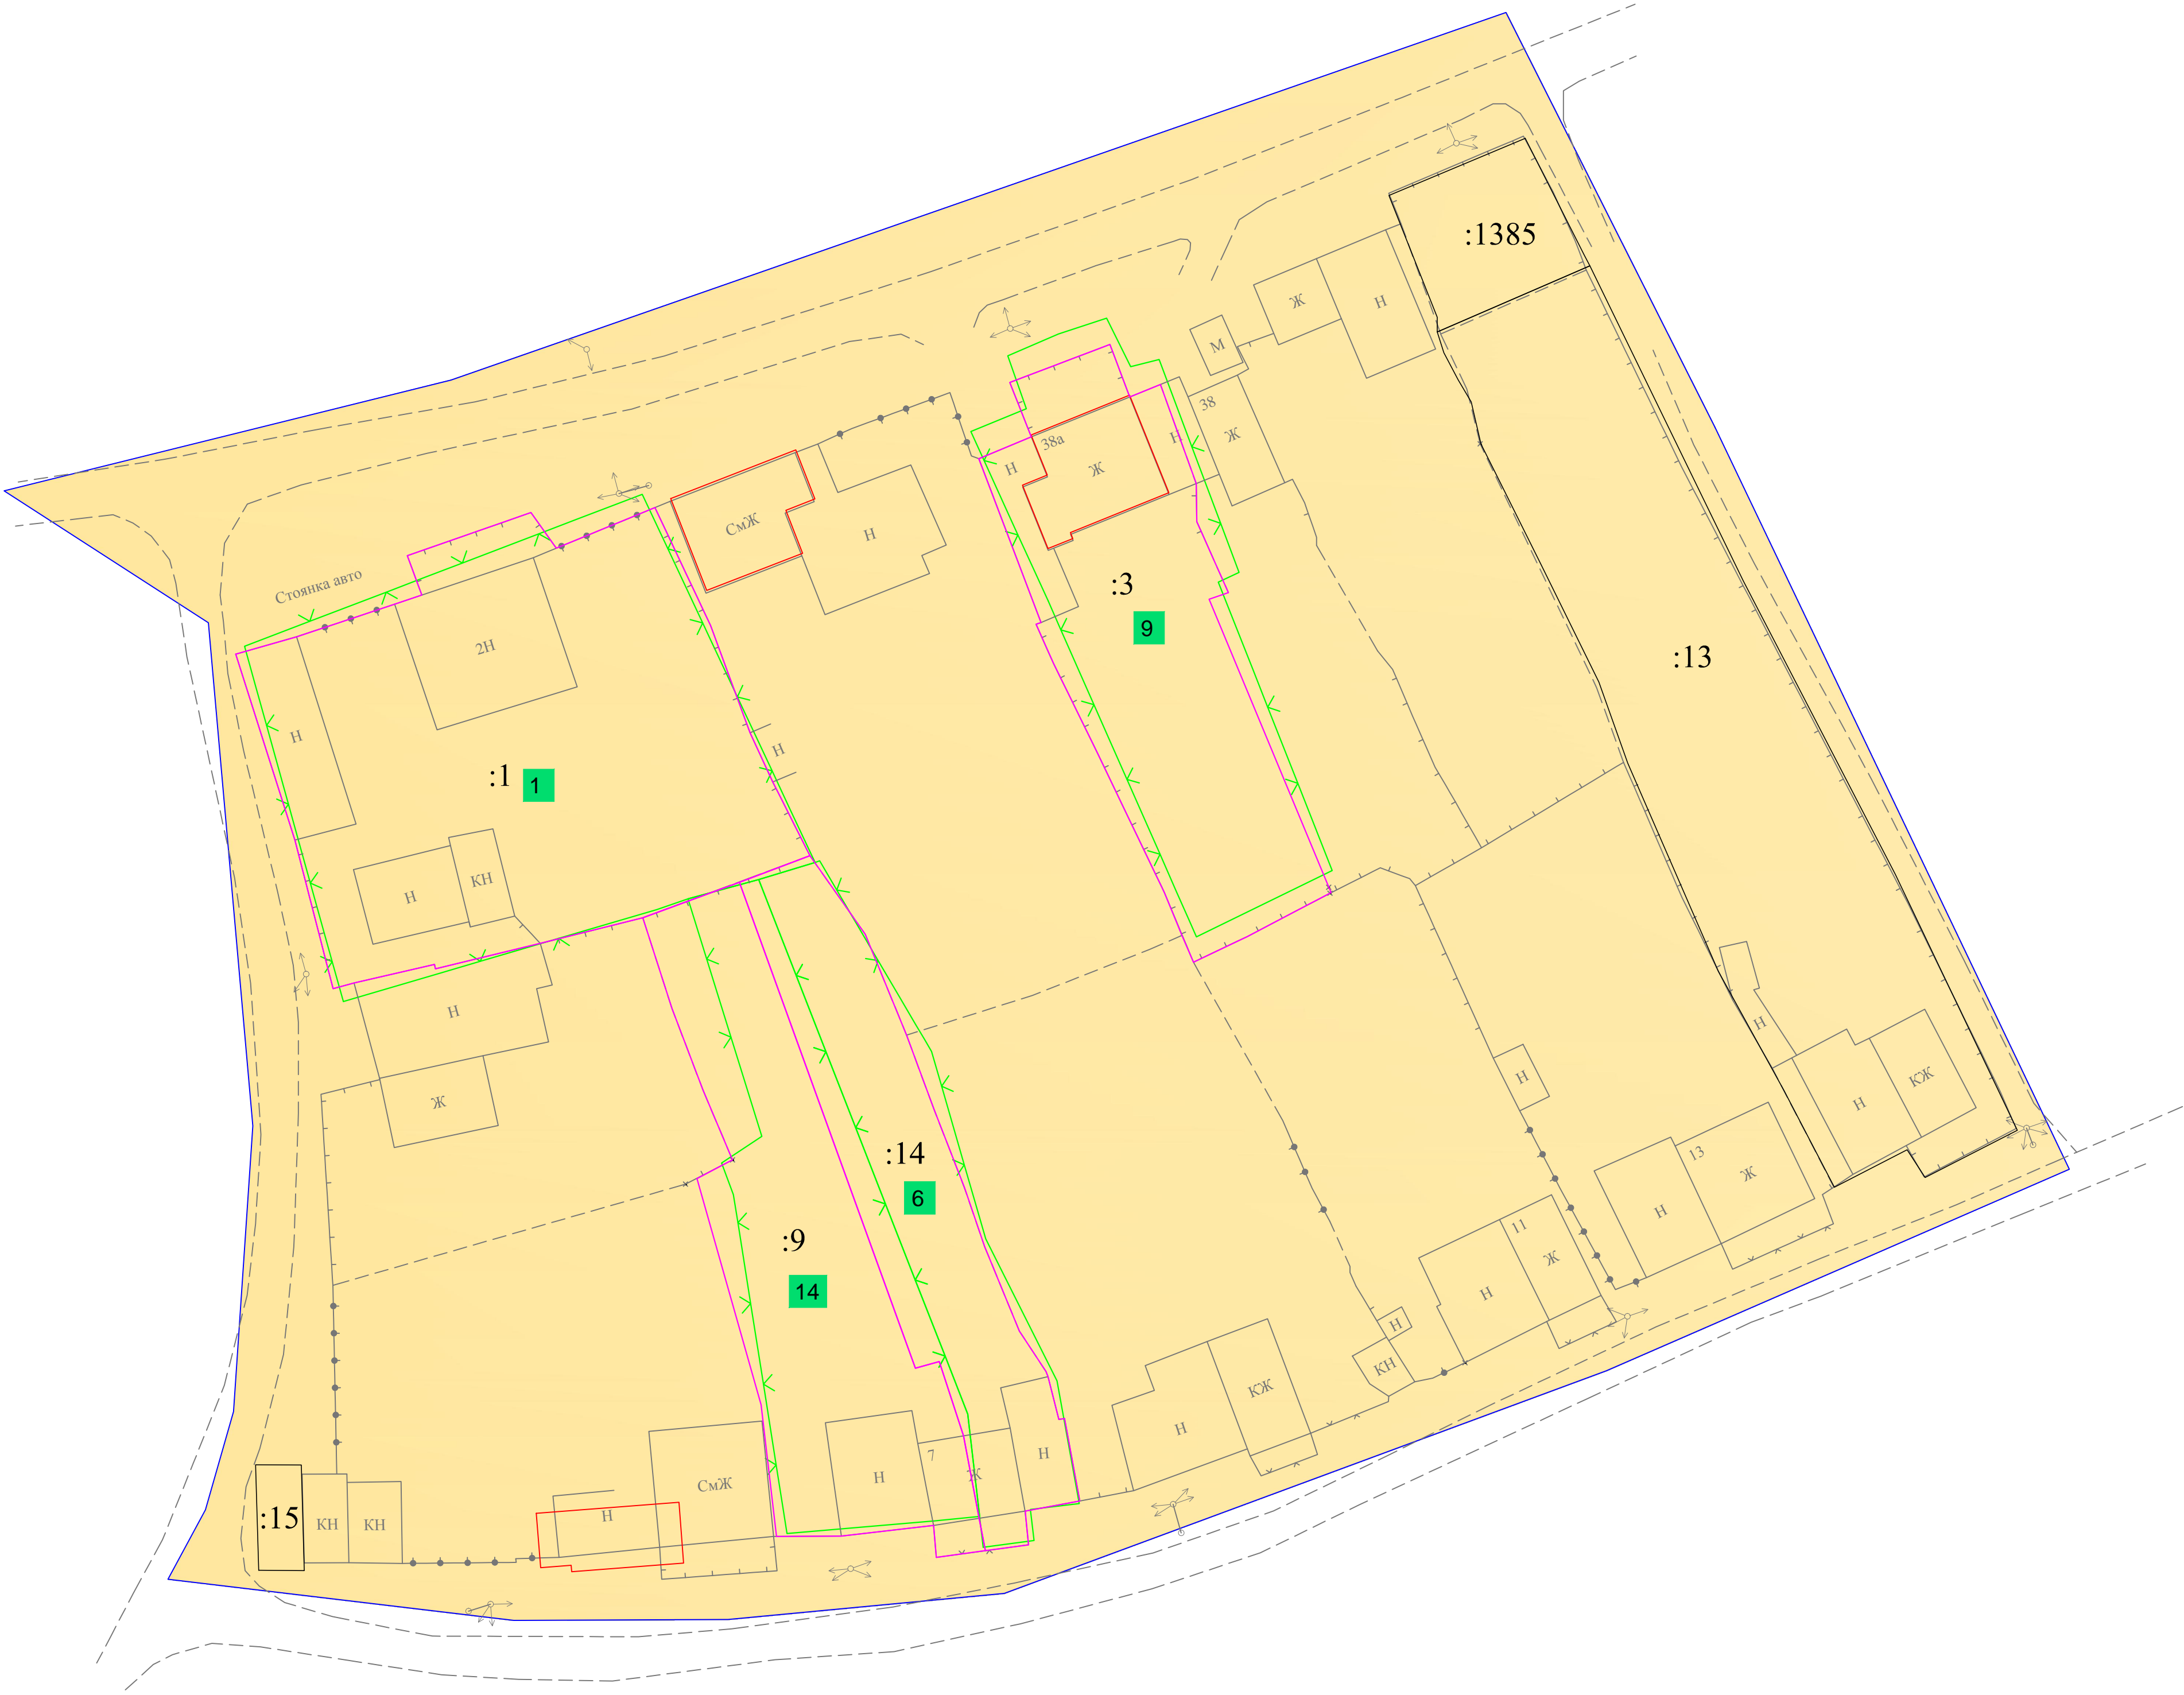 :1385
Ж
Н
М
38
Ж
Н
38а
Н
Ж
СмЖ
Н
Стоянка авто
:3
9
2Н
:13
Н
Н
:1
1
Н
КН
Н
Н
КЖ
Н
Н
Ж
:14
6
13
Ж
Н
:9
14
11
Ж
Н
Н
КН
КЖ
Н
7
Ж
Н
Н
СмЖ
Н
:15
КН
КН